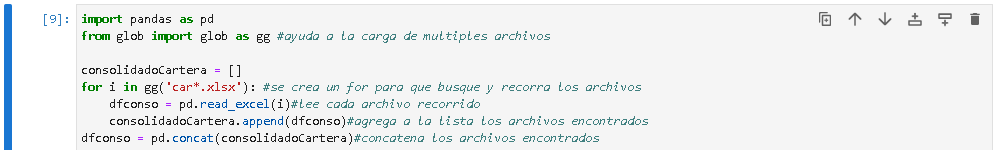 [9]:
import pandas as pd
from glob import glob as gg #ayuda a la carga de multiples archivos
consolidadoCartera = []
for i in gg('car*.xlsx'): #se crea un for para que busque y recorra los archivos
    dfconso = pd.read_excel(i)#lee cada archivo recorrido
    consolidadoCartera.append(dfconso)#agrega a la lista los archivos encontrados
dfconso = pd.concat(consolidadoCartera)#concatena los archivos encontrados